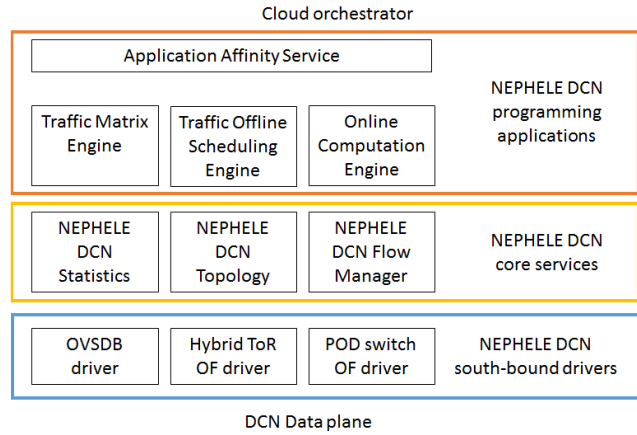 Cloud orchestrator
Application Affinity Service
Traffic Matrix
Engine
Traffic Offline
Scheduling
Engine
Online
Computation
Engine
NEPHELE DCN
programming
applications
NEPHELE
DCN
Statistics
NEPHELE
DCN
Topology
NEPHELE
DCN Flow
Manager
NEPHELE DCN
core services
OVSDB
driver
Hybrid ToR
OF driver
POD switch
OF driver
NEPHELE DCN
south-bound drivers
DCN Data plane